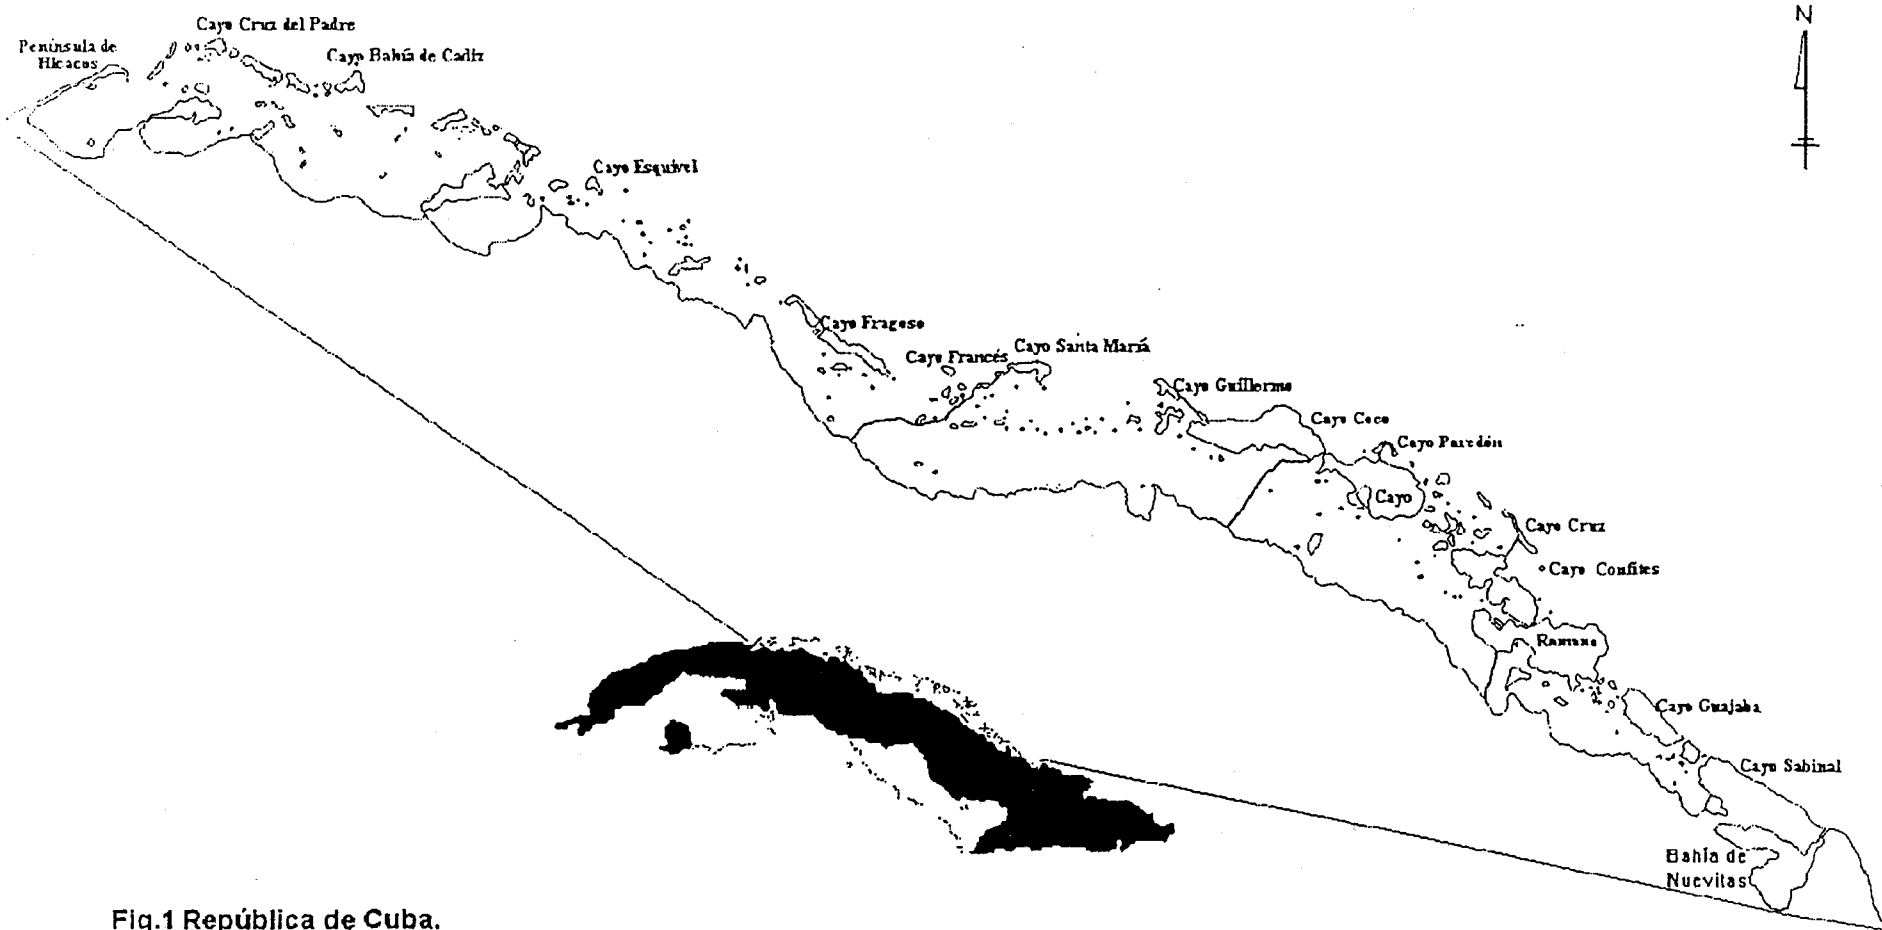 N
Cayo Cruz del Padre
Península de
Hicacos
Cayo Bahía de Cadiz
Cayo Esquivel
Cayo Fragoso
Cayo Francés
Cayo Santa María
Cayo Guillermo
Cayo Coco
Cayo Paredón
Cayo
Cayo Cruz
Cayo Confites
Romano
Cayo Guajaba
Cayo Sabinal
Bahía de
Nuevitas
Fig.1 República de Cuba.